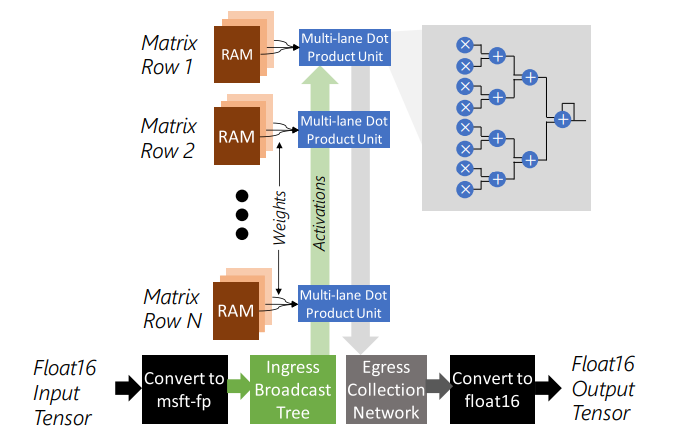 Matrix
Row 1
RAM
Multi-lane Dot
Product Unit
Matrix
Row 2
RAM
Multi-lane Dot
Product Unit
Weights
Activations
Matrix
Row N
RAM
Multi-lane Dot
Product Unit
Float16
Input
Tensor
Convert to
msft-fp
Ingress
Broadcast
Tree
Egress
Collection
Network
Convert to
float16
Float16
Output
Tensor